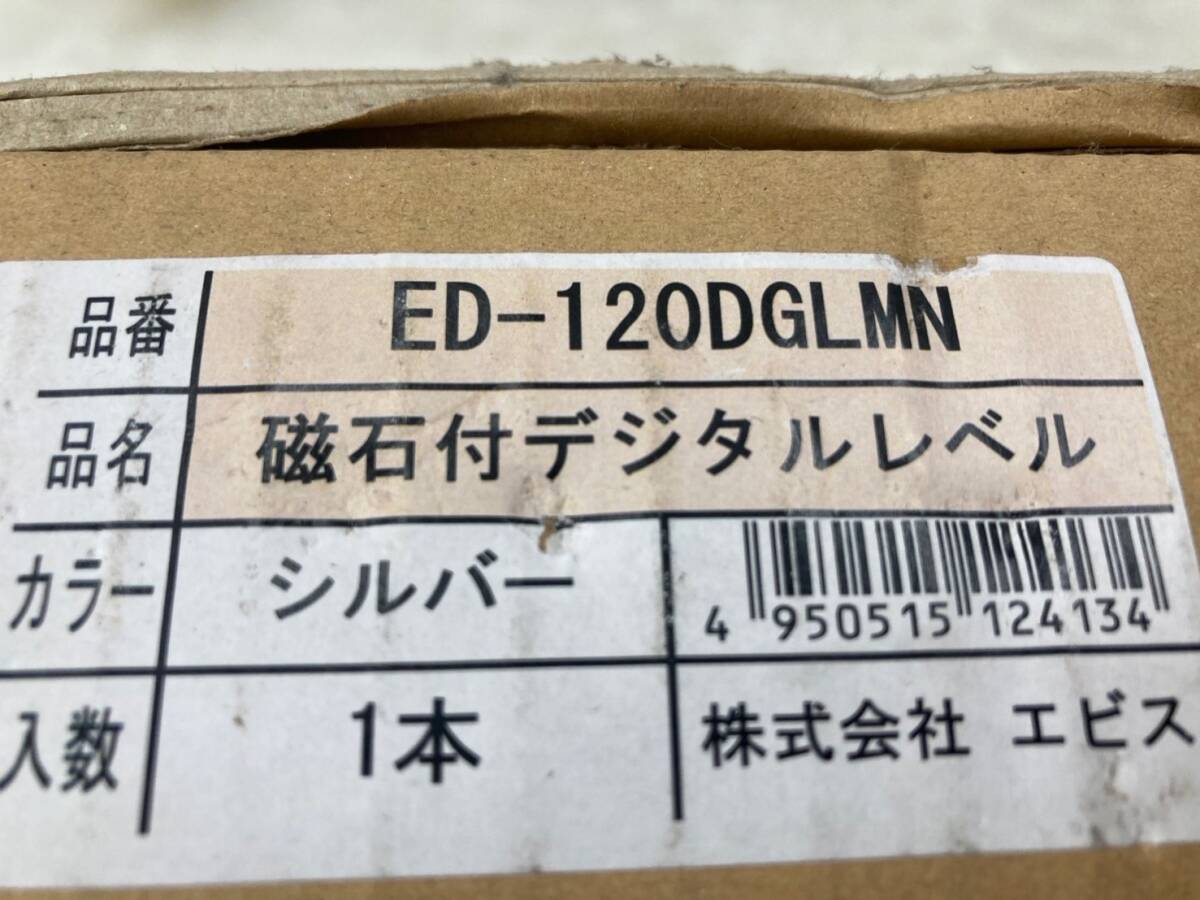 品番 ED-120DGLMN
品名 磁石付デジタルレベル
カラー シルバー
4 950515 124134
入数 1本 株式会社 エビス